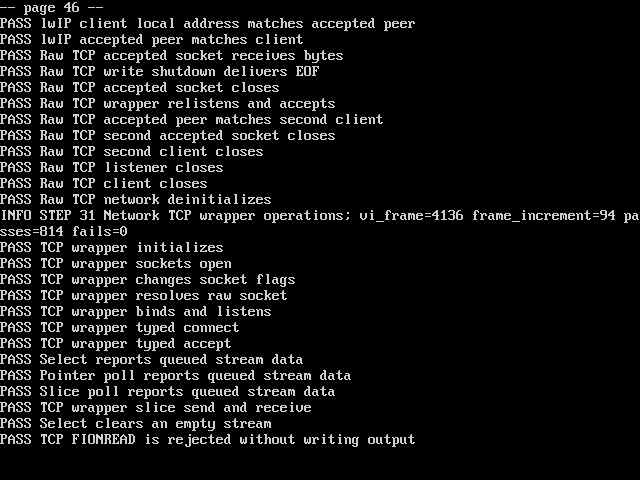 -- page 46 --
PASS lwIP client local address matches accepted peer
PASS lwIP accepted peer matches client
PASS Raw TCP accepted socket receives bytes
PASS Raw TCP write shutdown delivers EOF
PASS Raw TCP accepted socket closes
PASS Raw TCP wrapper relistens and accepts
PASS Raw TCP accepted peer matches second client
PASS Raw TCP second accepted socket closes
PASS Raw TCP second client closes
PASS Raw TCP listener closes
PASS Raw TCP client closes
PASS Raw TCP network deinitializes
INFO STEP 31 Network TCP wrapper operations; vi_frame=4136 frame_increment=94 pa
sses=814 fails=0
PASS TCP wrapper initializes
PASS TCP wrapper sockets open
PASS TCP wrapper changes socket flags
PASS TCP wrapper resolves raw socket
PASS TCP wrapper binds and listens
PASS TCP wrapper typed connect
PASS TCP wrapper typed accept
PASS Select reports queued stream data
PASS Pointer poll reports queued stream data
PASS Slice poll reports queued stream data
PASS TCP wrapper slice send and receive
PASS Select clears an empty stream
PASS TCP FIONREAD is rejected without writing output